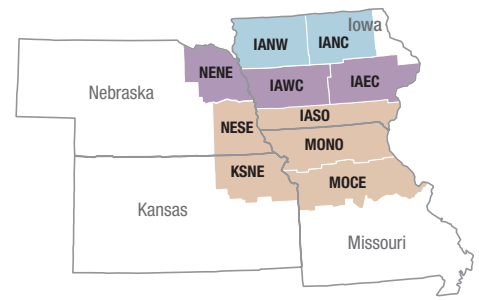 Iowa
IANW IANC
NENE IAWC IAEC
Nebraska
IASO
NESE
MONO
KSNE MOCE
Kansas
Missouri